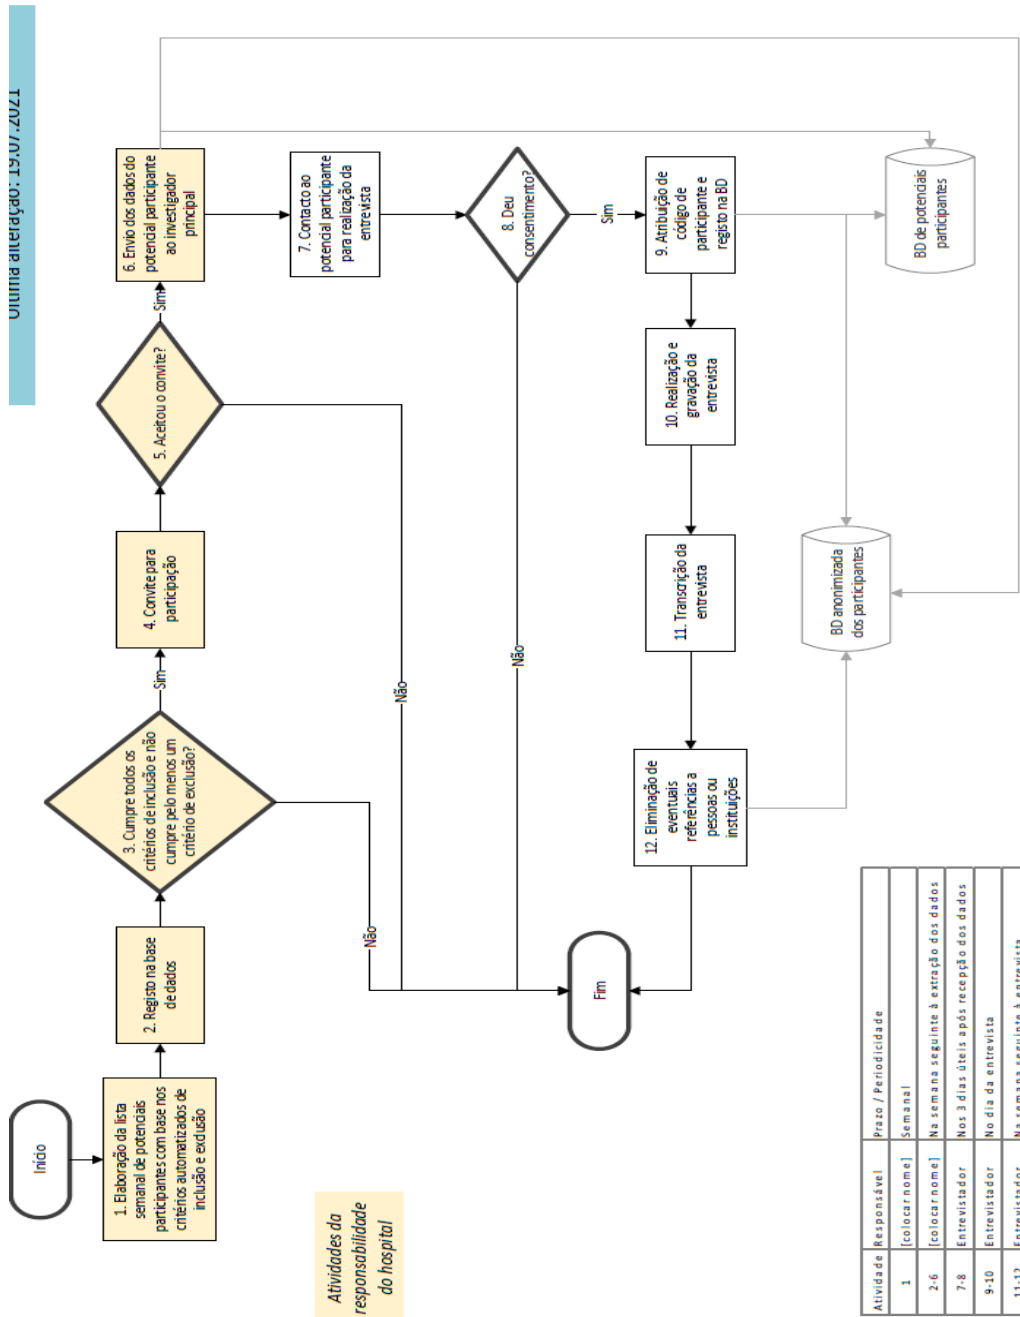 Última alteração: 19.07.2021
Início
1. Elaboração da lista
semanal de potenciais
participantes com base nos
critérios automatizados de
inclusão e exclusão
2. Registo na base
de dados
3. Cumpre todos os
critérios de inclusão e não
cumpre pelo menos um
critério de exclusão?
Sim
Não
4. Convite para
participação
5. Aceitou o convite?
Sim
Não
6. Envio dos dados do
potencial participante
ao investigador
principal
7. Contacto ao
potencial participante
para realização da
entrevista
8. Deu
consentimento?
Sim
Não
9. Atribuição de
código de
participante e
registo na BD
10. Realização e
gravação da
entrevista
11. Transcrição da
entrevista
12. Eliminação de
eventuais
referências a
pessoas ou
instituições
Fim
BD de potenciais
participantes
BD anonimizada
dos participantes
Atividades da
responsabilidade
do hospital
Atividade Responsável Prazo / Periodicidade
1 [colocar nome] Semanal
2-6 [colocar nome] Na semana seguinte à extração dos dados
7-8 Entrevistador Nos 3 dias úteis após recepção dos dados
9-10 Entrevistador No dia da entrevista
11-12 Entrevistador Na semana seguinte à entrevista